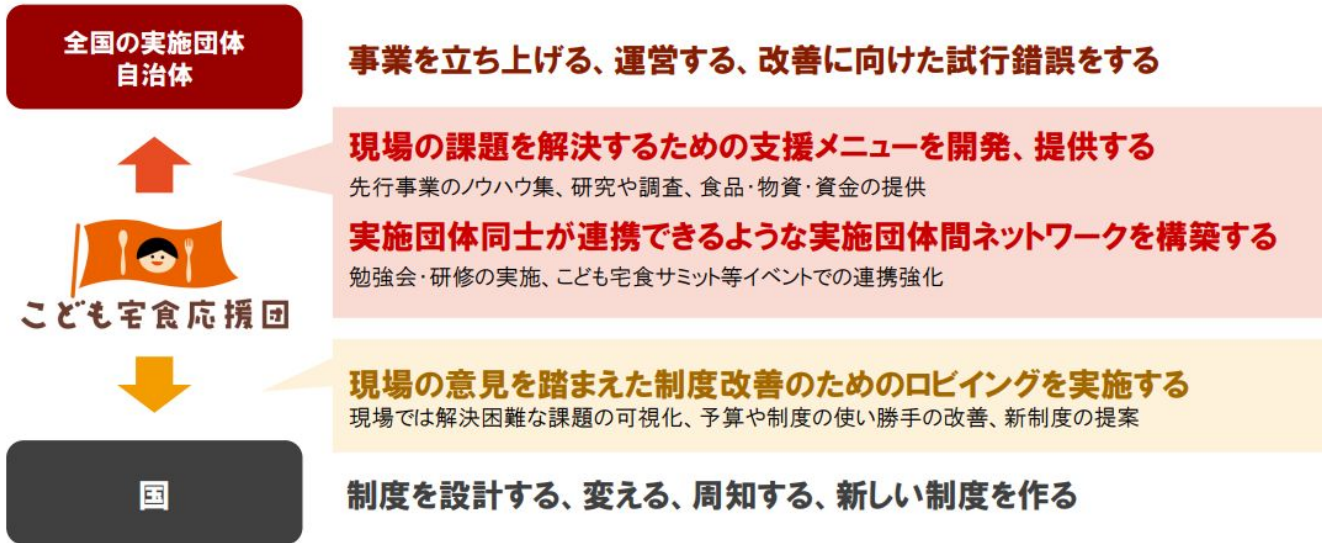 全国の実施団体
自治体
事業を立ち上げる、運営する、改善に向けた試行錯誤をする
現場の課題を解決するための支援メニューを開発、提供する
先行事業のノウハウ集、研究や調査、食品・物資・資金の提供
実施団体同士が連携できるような実施団体間ネットワークを構築する
勉強会・研修の実施、こども宅食サミット等イベントでの連携強化
こども宅食応援団
現場の意見を踏まえた制度改善のためのロビイングを実施する
現場では解決困難な課題の可視化、予算や制度の使い勝手の改善、新制度の提案
国
制度を設計する、変える、周知する、新しい制度を作る